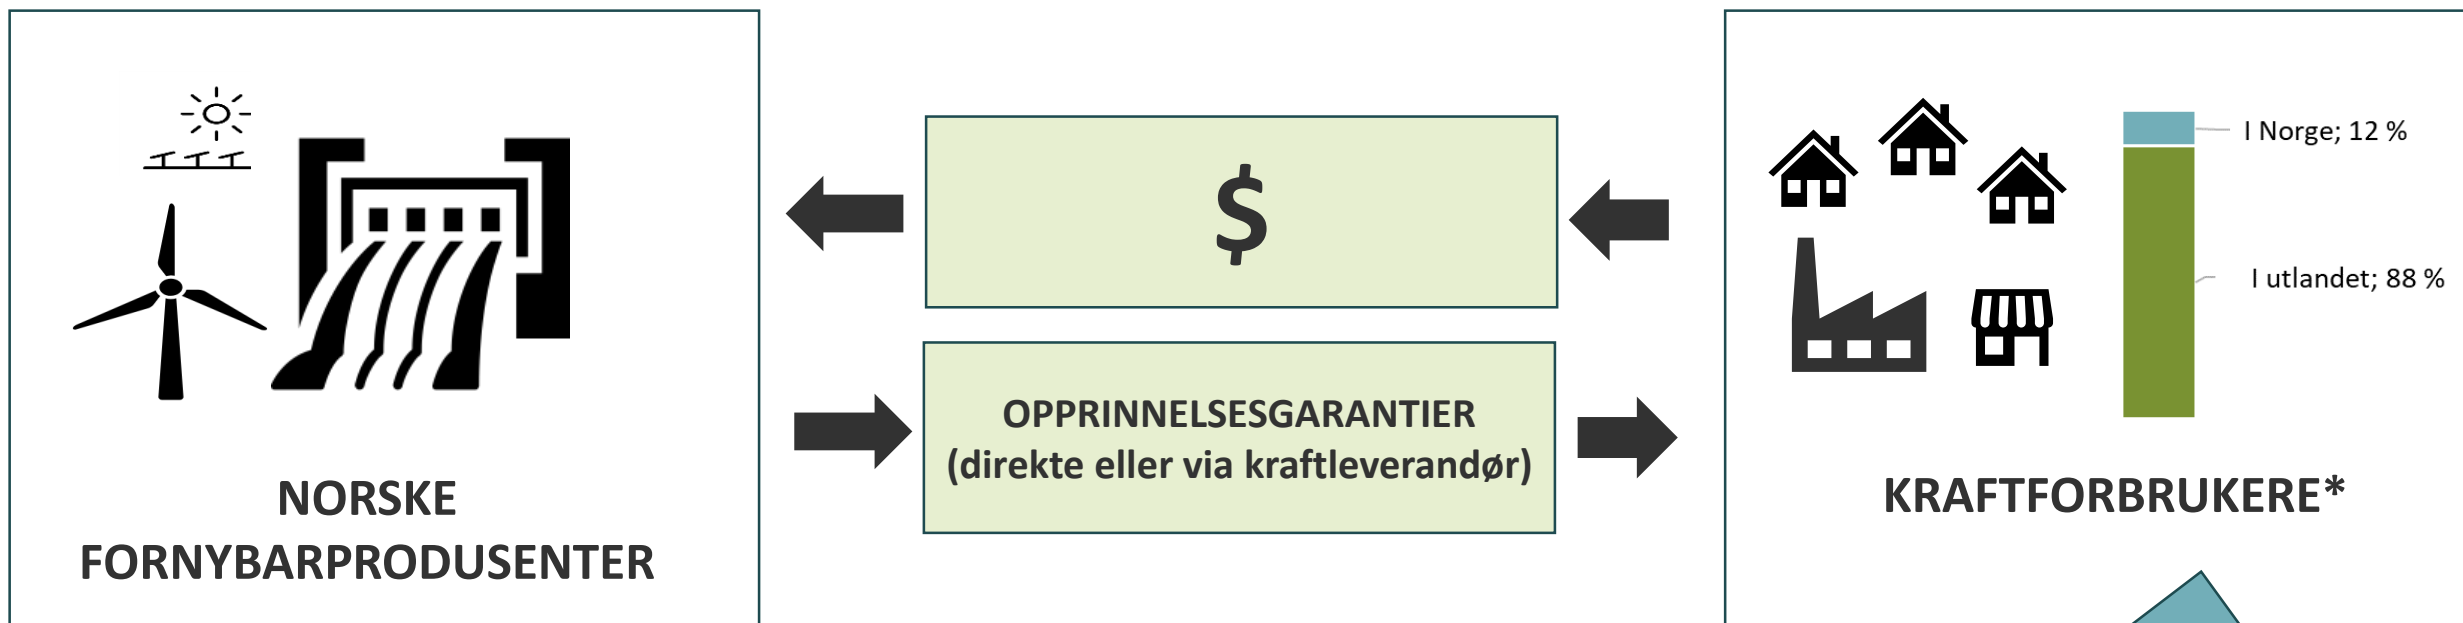 NORSKE
FORNYBARPRODUSENTER
$
OPPRINNELSESGARANTIER
(direkte eller via kraftleverandør)
I Norge; 12 %
I utlandet; 88 %
KRAFTFORBRUKERE*